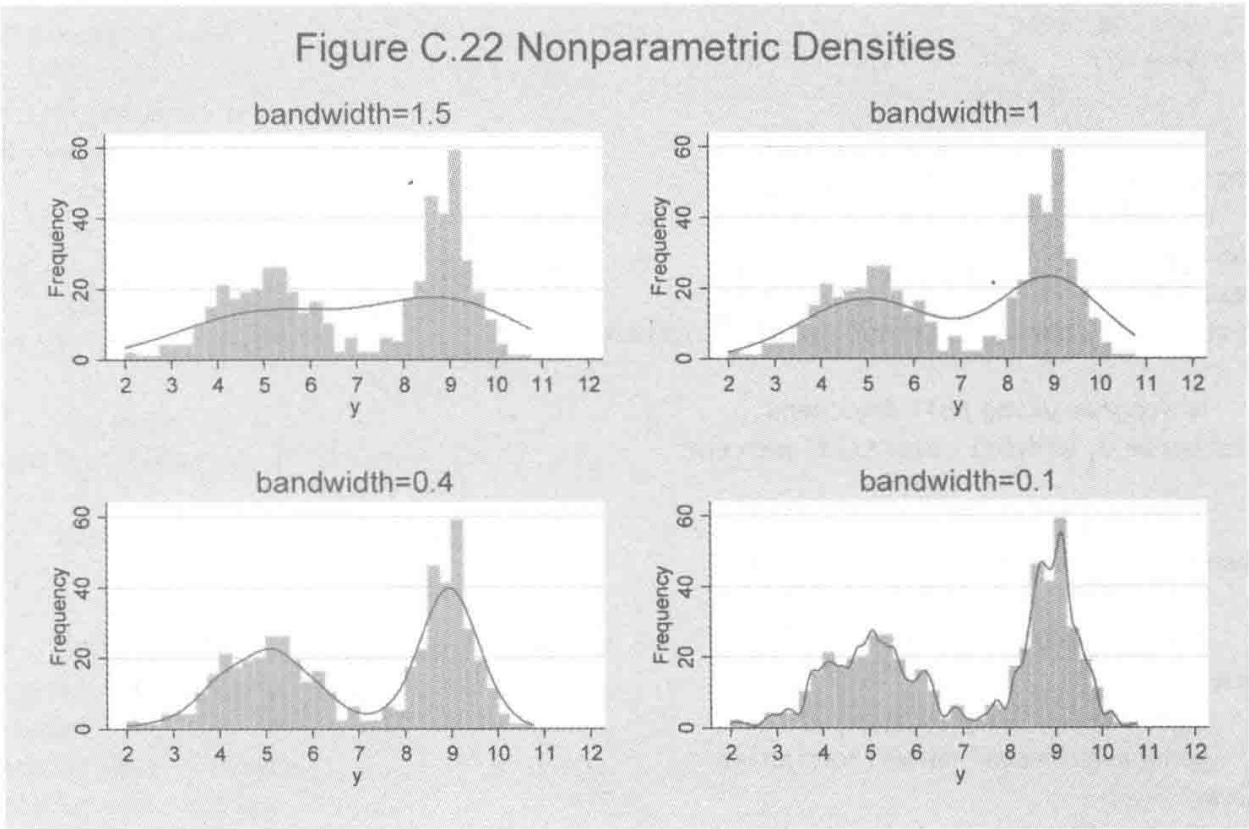 Figure C.22 Nonparametric Densities
bandwidth=1.5
Frequency
0 20 40 60
2 3 4 5 6 7 8 9 10 11 12
y
bandwidth=1
Frequency
0 20 40 60
2 3 4 5 6 7 8 9 10 11 12
y
bandwidth=0.4
Frequency
0 20 40 60
2 3 4 5 6 7 8 9 10 11 12
y
bandwidth=0.1
Frequency
0 20 40 60
2 3 4 5 6 7 8 9 10 11 12
y